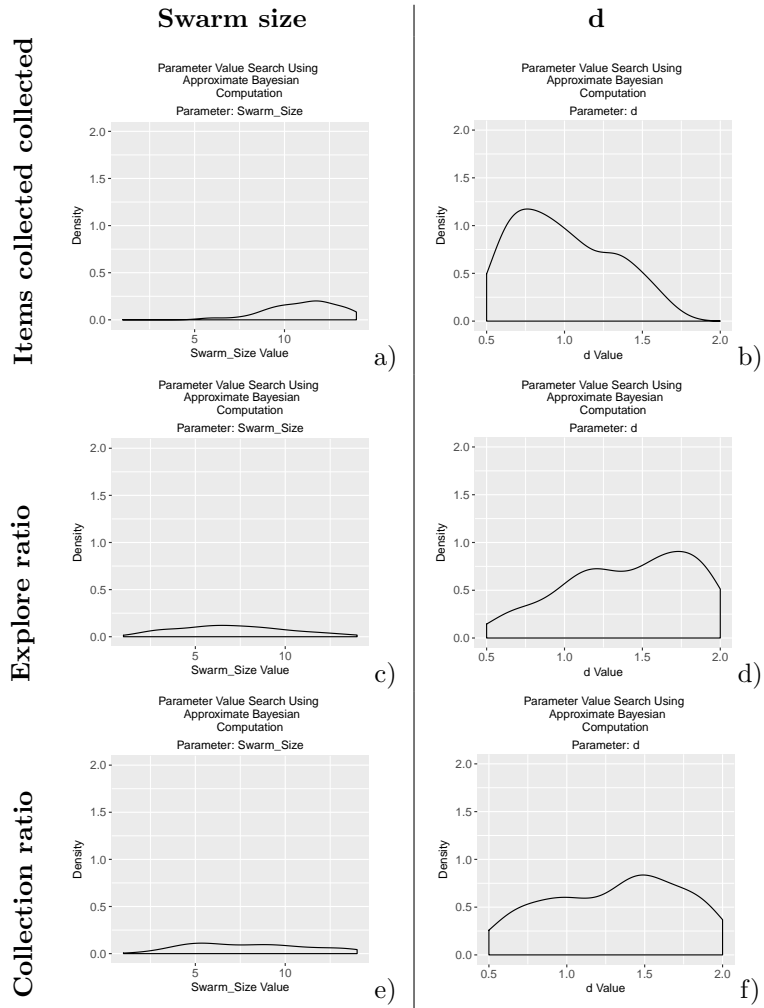 Swarm size
d
Items collected collected
Parameter Value Search Using
Approximate Bayesian
Computation
Parameter: Swarm_Size
2.0
1.5
1.0
0.5
0.0
Density
5 10
Swarm_Size Value
a)
Parameter Value Search Using
Approximate Bayesian
Computation
Parameter: d
2.0
1.5
1.0
0.5
0.0
Density
0.5 1.0 1.5 2.0
d Value
b)
Explore ratio
Parameter Value Search Using
Approximate Bayesian
Computation
Parameter: Swarm_Size
2.0
1.5
1.0
0.5
0.0
Density
5 10
Swarm_Size Value
c)
Parameter Value Search Using
Approximate Bayesian
Computation
Parameter: d
2.0
1.5
1.0
0.5
0.0
Density
0.5 1.0 1.5 2.0
d Value
d)
Collection ratio
Parameter Value Search Using
Approximate Bayesian
Computation
Parameter: Swarm_Size
2.0
1.5
1.0
0.5
0.0
Density
5 10
Swarm_Size Value
e)
Parameter Value Search Using
Approximate Bayesian
Computation
Parameter: d
2.0
1.5
1.0
0.5
0.0
Density
0.5 1.0 1.5 2.0
d Value
f)